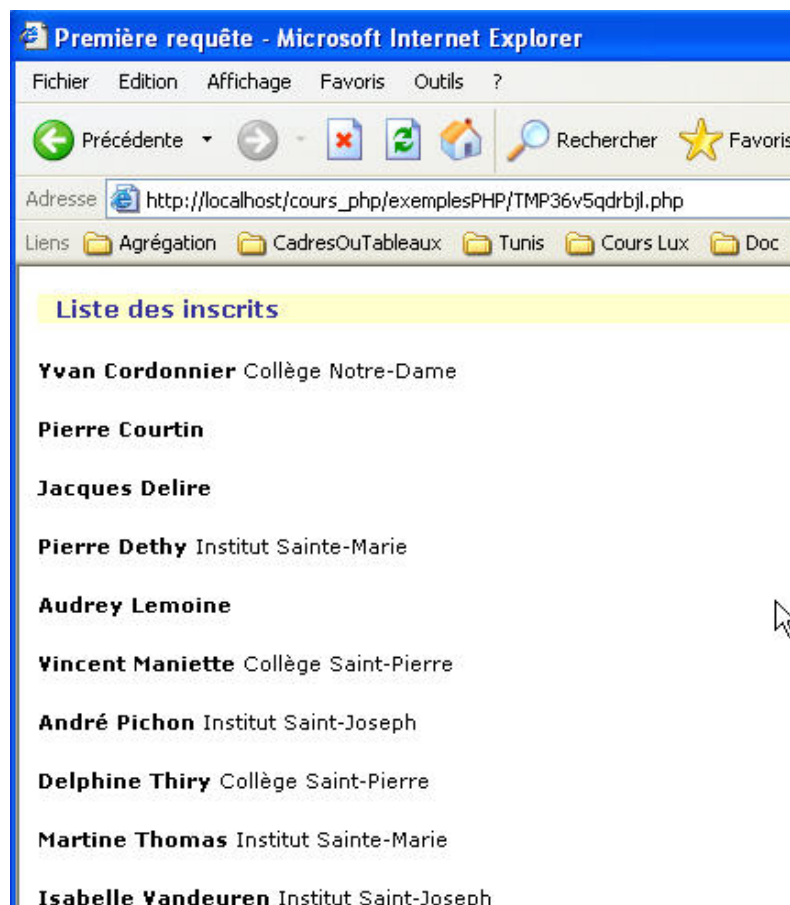 Première requête - Microsoft Internet Explorer
Fichier Edition Affichage Favoris Outils ?
Précédente Rechercher Favoris
Adresse http://localhost/cours_php/exemplesPHP/TMP36v5qdrbjl.php
Liens Agrégation CadresOuTableaux Tunis Cours Lux Doc
Liste des inscrits
Yvan Cordonnier Collège Notre-Dame
Pierre Courtin
Jacques Delire
Pierre Dethy Institut Sainte-Marie
Audrey Lemoine
Vincent Maniette Collège Saint-Pierre
André Pichon Institut Saint-Joseph
Delphine Thiry Collège Saint-Pierre
Martine Thomas Institut Sainte-Marie
Isabelle Vandeuren Institut Saint-Joseph